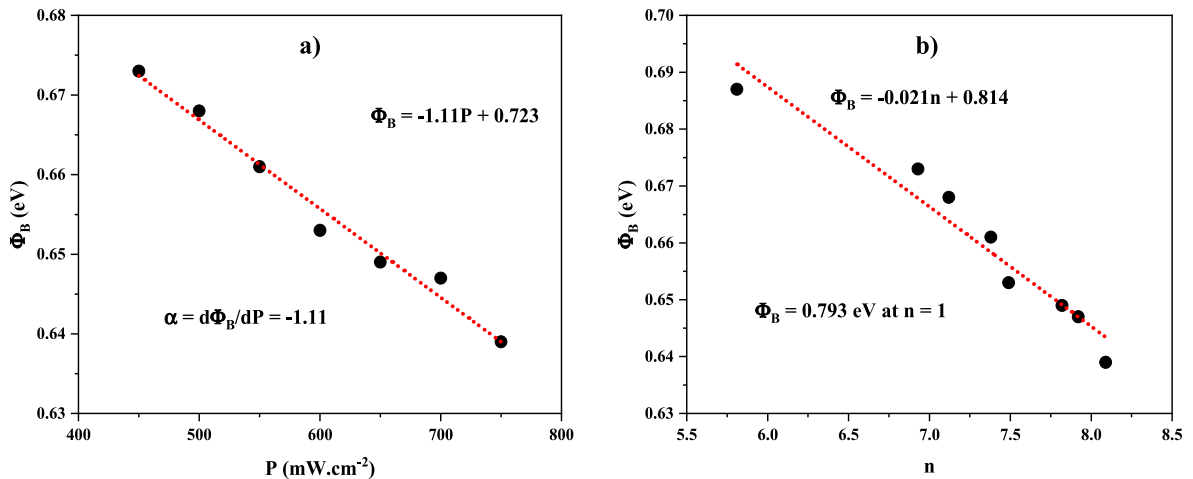 a)
Φ_B = -1.11P + 0.723
α = dΦ_B/dP = -1.11
Φ_B (eV)
0.68
0.67
0.66
0.65
0.64
0.63
400
500
600
700
800
P (mW.cm⁻²)
b)
Φ_B = -0.021n + 0.814
Φ_B = 0.793 eV at n = 1
Φ_B (eV)
0.70
0.69
0.68
0.67
0.66
0.65
0.64
0.63
5.5
6.0
6.5
7.0
7.5
8.0
8.5
n